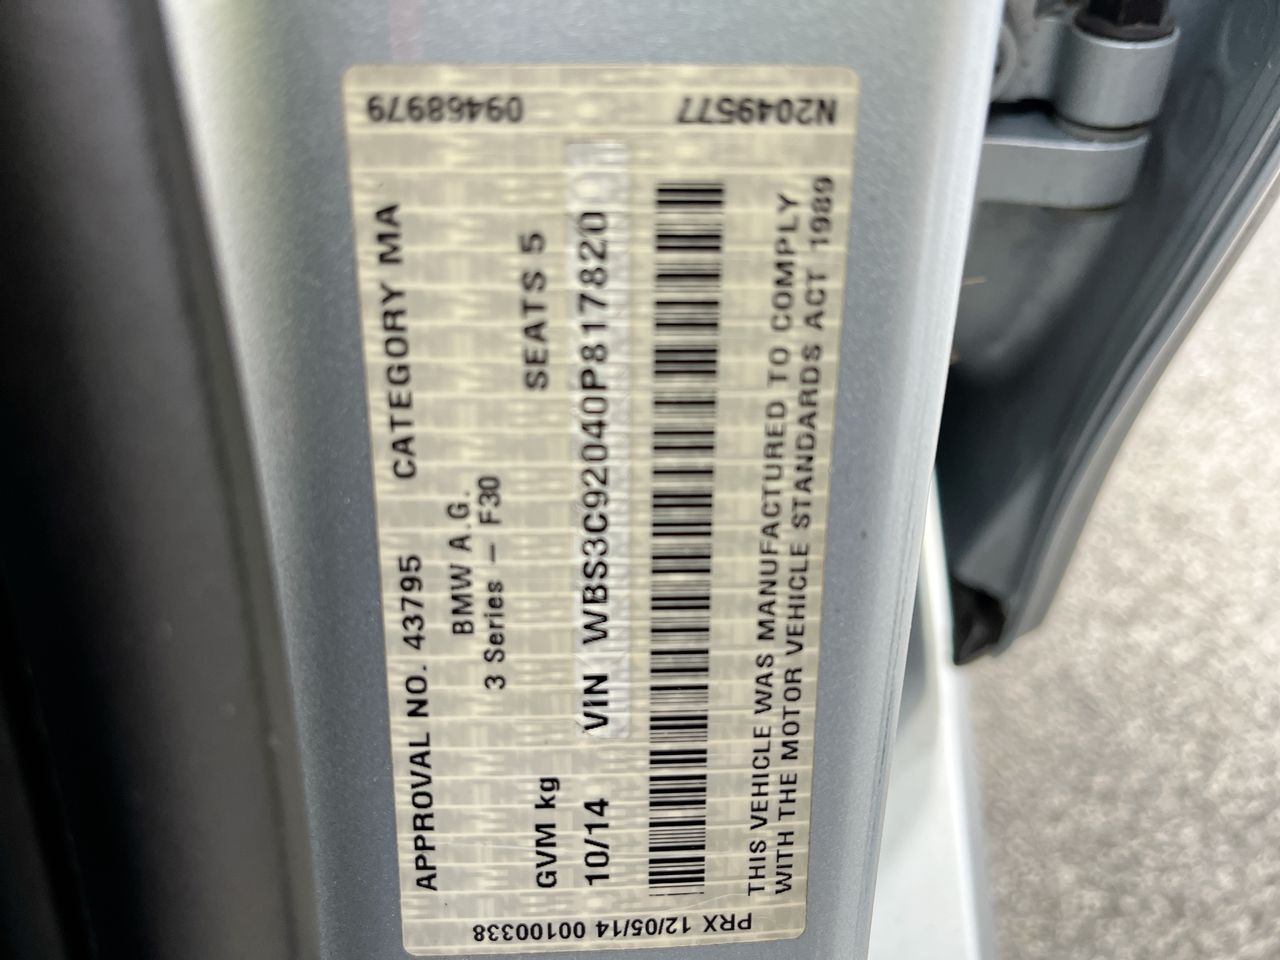 09468979
N2049577
APPROVAL NO. 43795 CATEGORY MA
BMW A.G.
3 Series – F30
GVM kg SEATS 5
10/14 VIN WBS3C92040P817820
THIS VEHICLE WAS MANUFACTURED TO COMPLY
WITH THE MOTOR VEHICLE STANDARDS ACT 1989
PRX 12/05/14 00100338